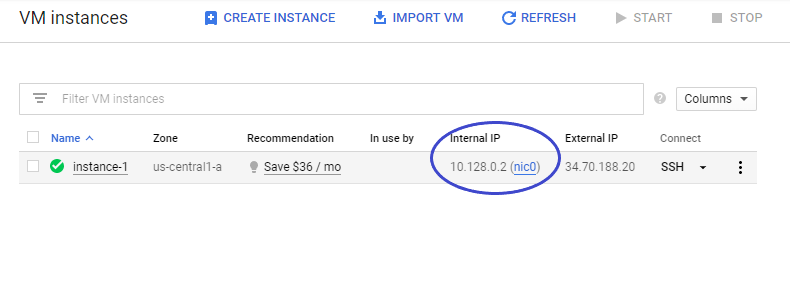 VM instances CREATE INSTANCE IMPORT VM REFRESH START STOP
Filter VM instances ? Columns
Name Zone Recommendation In use by Internal IP External IP Connect
instance-1 us-central1-a Save $36 / mo 10.128.0.2 (nic0) 34.70.188.20 SSH